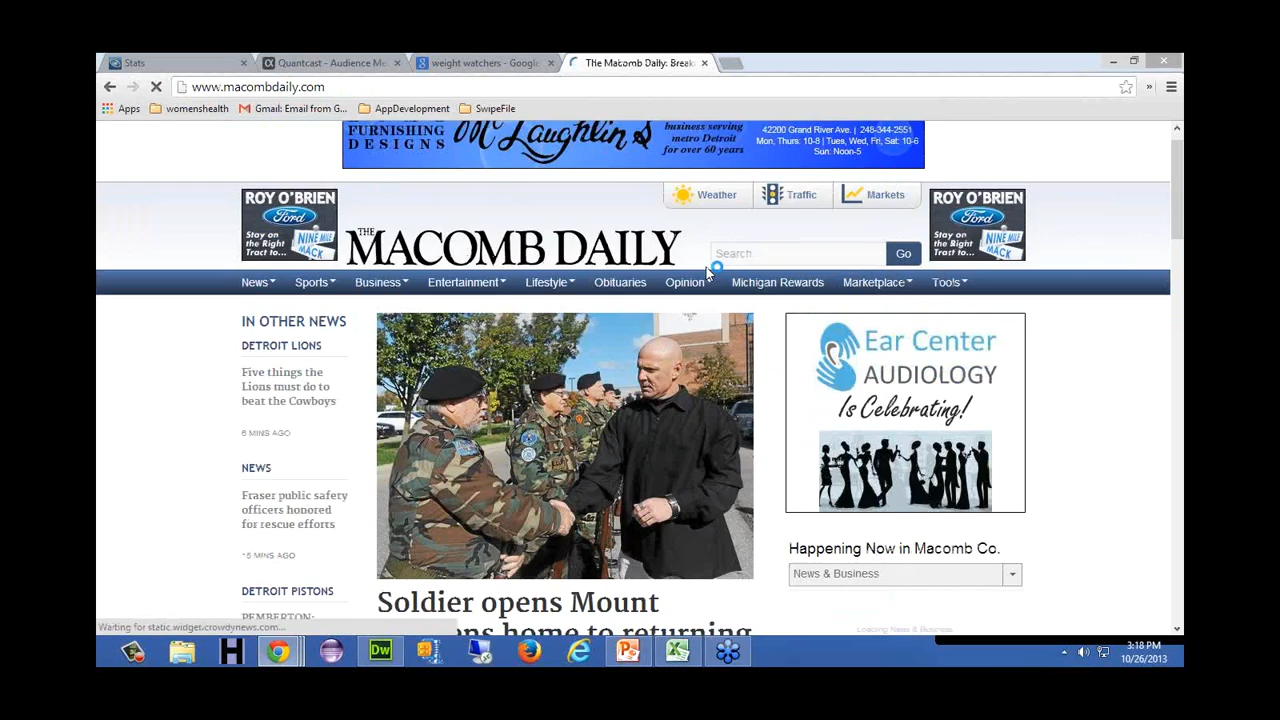 Stats
Quantcast - Audience Me
weight watchers - Google
The Macomb Daily: Break
www.macombdaily.com
Apps
womenshealth
Gmail: Email from G...
AppDevelopment
SwipeFile
FURNISHING
DESIGNS
McLaughlin's
business serving
metro Detroit
for over 60 years
42200 Grand River Ave. | 248-344-2551
Mon, Thurs: 10-8 | Tues, Wed, Fri, Sat: 10-6
Sun: Noon-5
ROY O'BRIEN
Ford
Stay on
the Right
Tract to...
NINE MILE
MACK
THE
MACOMB DAILY
Weather
Traffic
Markets
Search
Go
ROY O'BRIEN
Ford
Stay on
the Right
Tract to...
NINE MILE
MACK
News
Sports
Business
Entertainment
Lifestyle
Obituaries
Opinion
Michigan Rewards
Marketplace
Tools
IN OTHER NEWS
DETROIT LIONS
Five things the
Lions must do to
beat the Cowboys
6 MINS AGO
NEWS
Fraser public safety
officers honored
for rescue efforts
MINS AGO
DETROIT PISTONS
PEMBERTON:
Soldier opens Mount
home to returning
Ear Center
AUDIOLOGY
Is Celebrating!
Happening Now in Macomb Co.
News & Business
Loading News & Business
Waiting for static.widget.crowdynews.com...
H
Dw
3:18 PM
10/26/2013